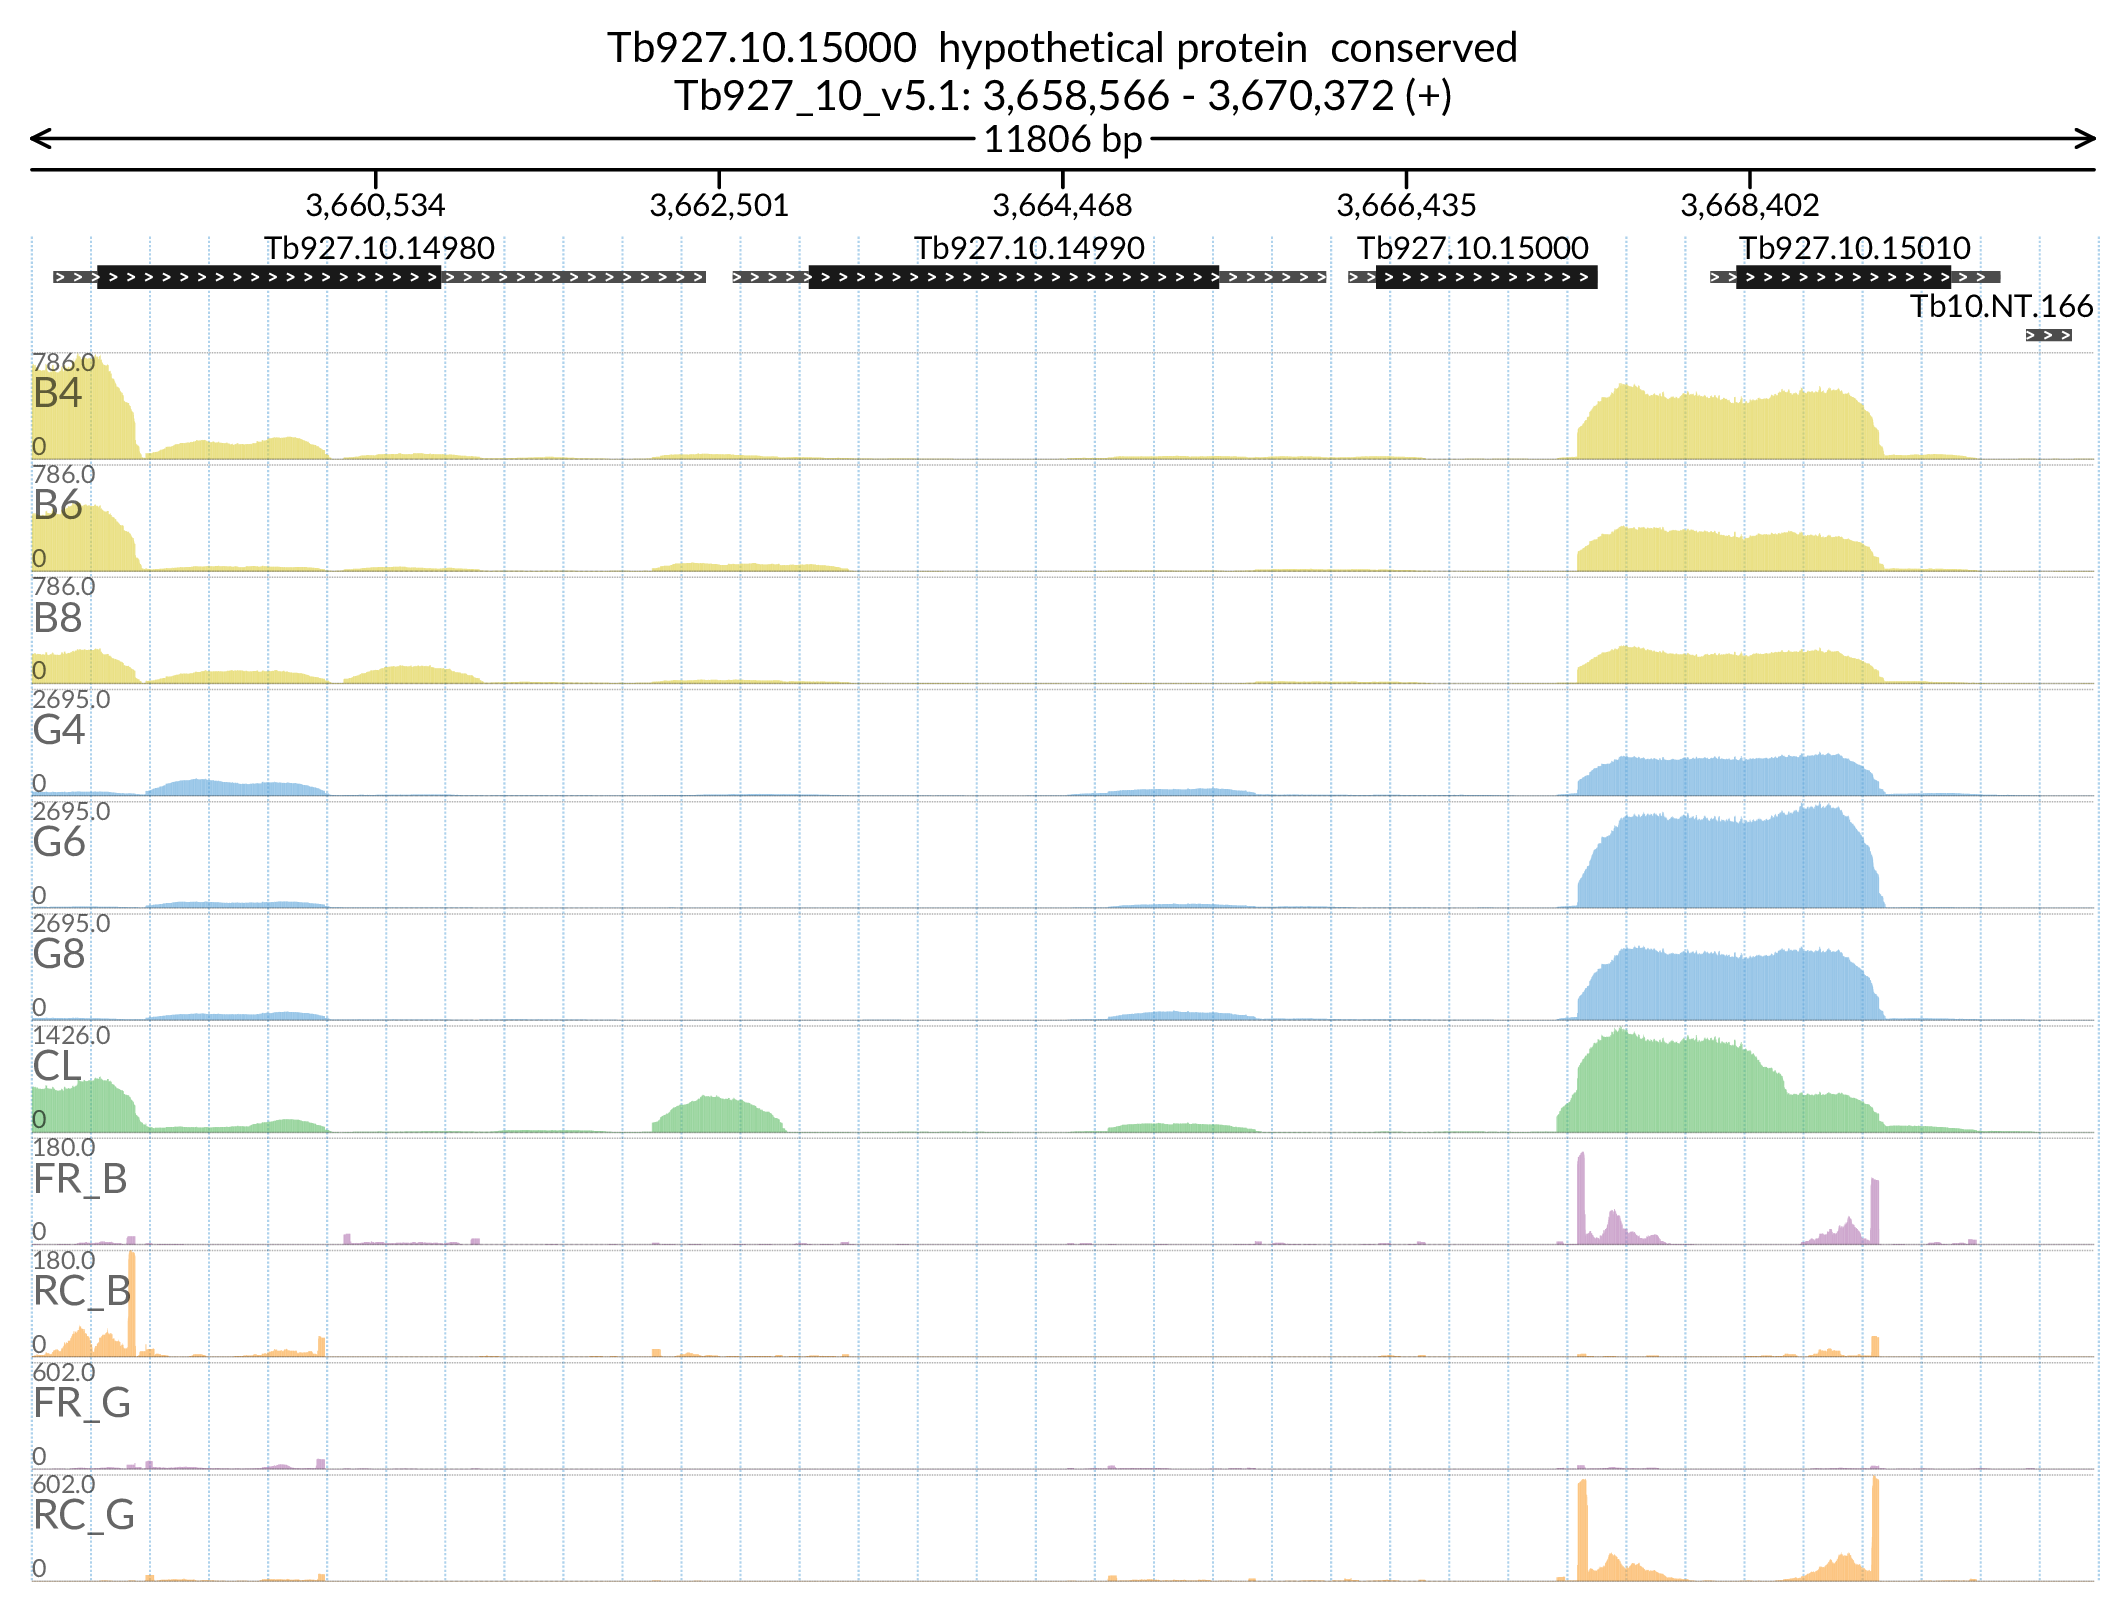 Tb927.10.15000 hypothetical protein conserved
Tb927_10_v5.1: 3,658,566 - 3,670,372 (+)
11806 bp
3,660,534 3,662,501 3,664,468 3,666,435 3,668,402
Tb927.10.14980 Tb927.10.14990 Tb927.10.15000 Tb927.10.15010
Tb10.NT.166
786.0
B4
0
786.0
B6
0
786.0
B8
0
2695.0
G4
0
2695.0
G6
0
2695.0
G8
0
1426.0
CL
0
180.0
FR_B
0
180.0
RC_B
0
602.0
FR_G
0
602.0
RC_G
0